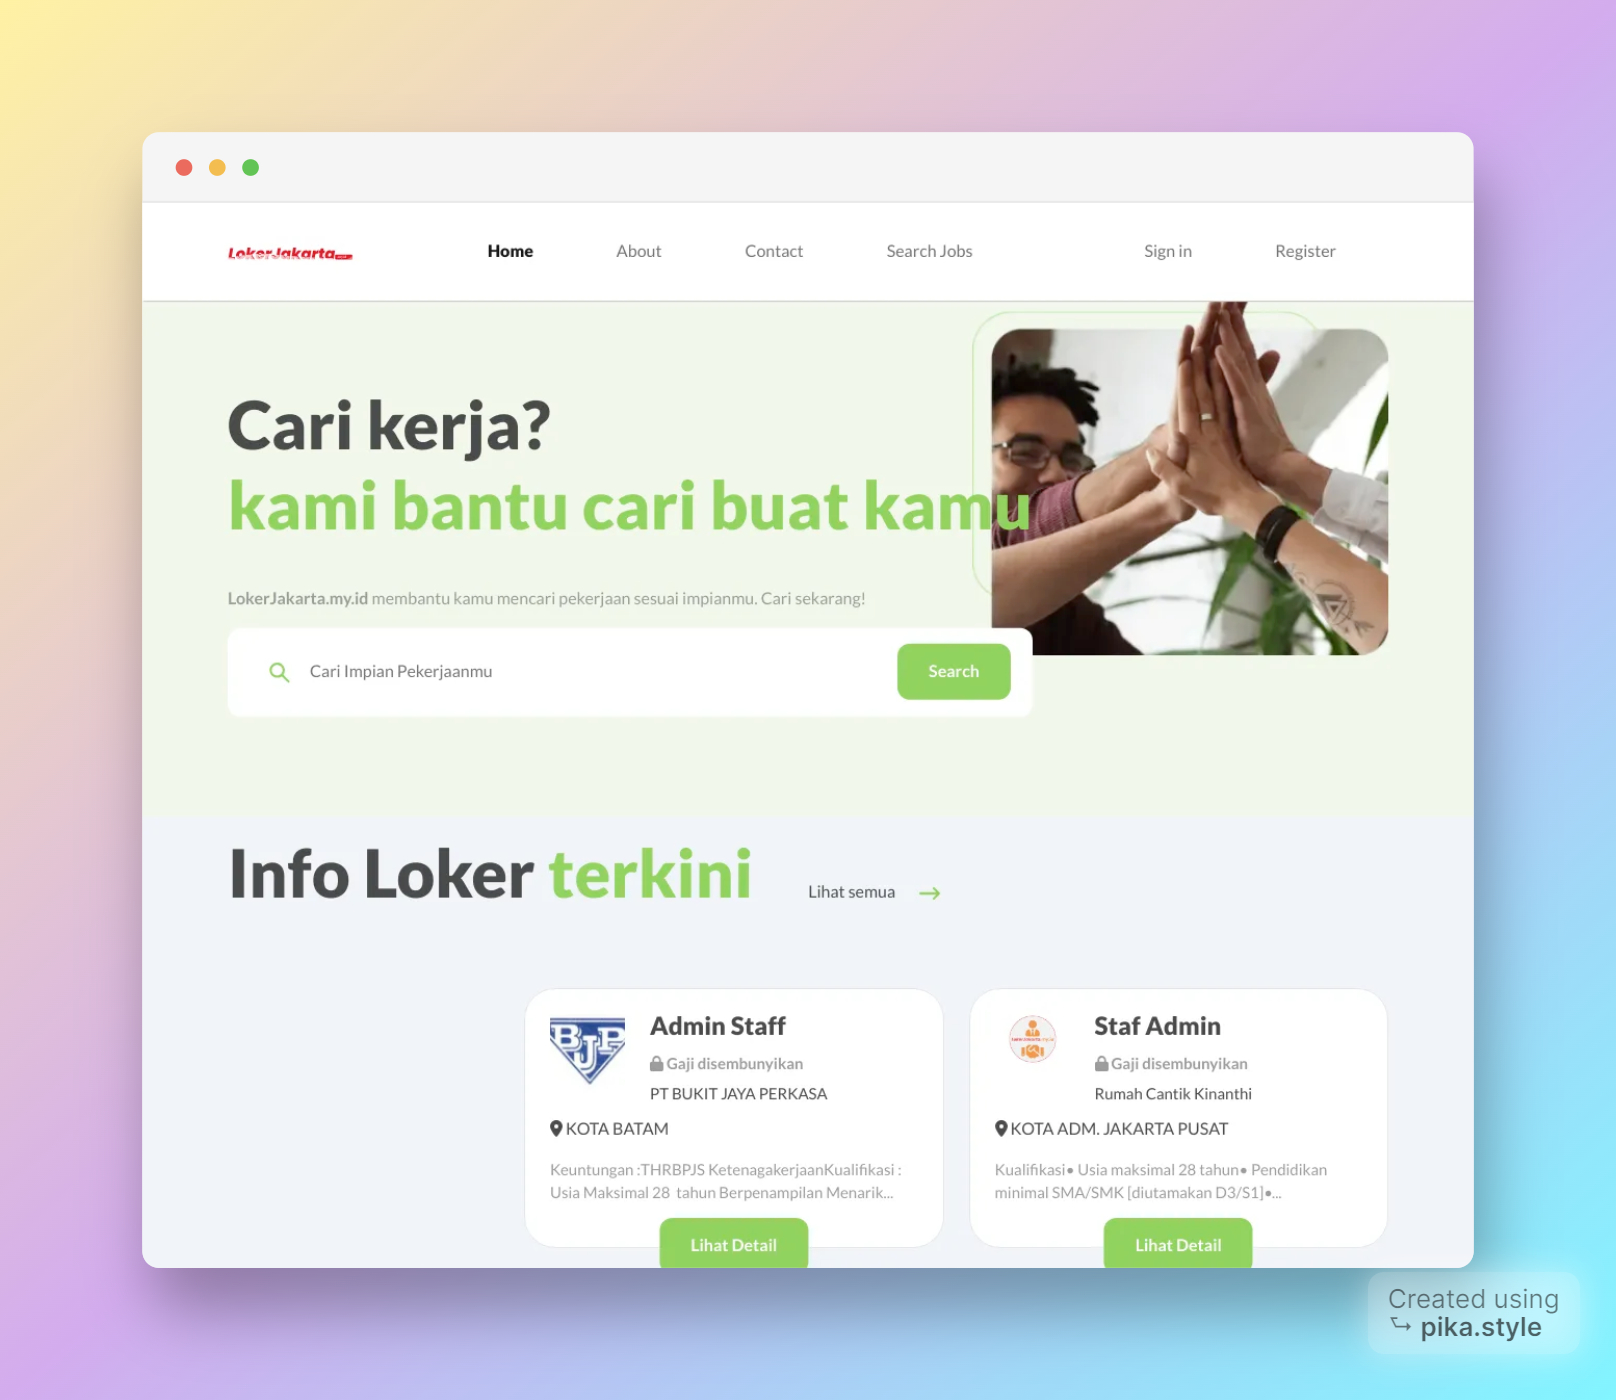 LokerJakarta
Home
About
Contact
Search Jobs
Sign in
Register
Cari kerja?
kami bantu cari buat kamu
LokerJakarta.my.id membantu kamu mencari pekerjaan sesuai impianmu. Cari sekarang!
Cari Impian Pekerjaanmu
Search
Info Loker terkini
Lihat semua
BJP
Admin Staff
Gaji disembunyikan
PT BUKIT JAYA PERKASA
KOTA BATAM
Keuntungan :THRBPJS KetenagakerjaanKualifikasi :
Usia Maksimal 28 tahun Berpenampilan Menarik...
Lihat Detail
Staf Admin
Gaji disembunyikan
Rumah Cantik Kinanthi
KOTA ADM. JAKARTA PUSAT
Kualifikasi• Usia maksimal 28 tahun• Pendidikan
minimal SMA/SMK [diutamakan D3/S1]•...
Lihat Detail
Created using
pika.style